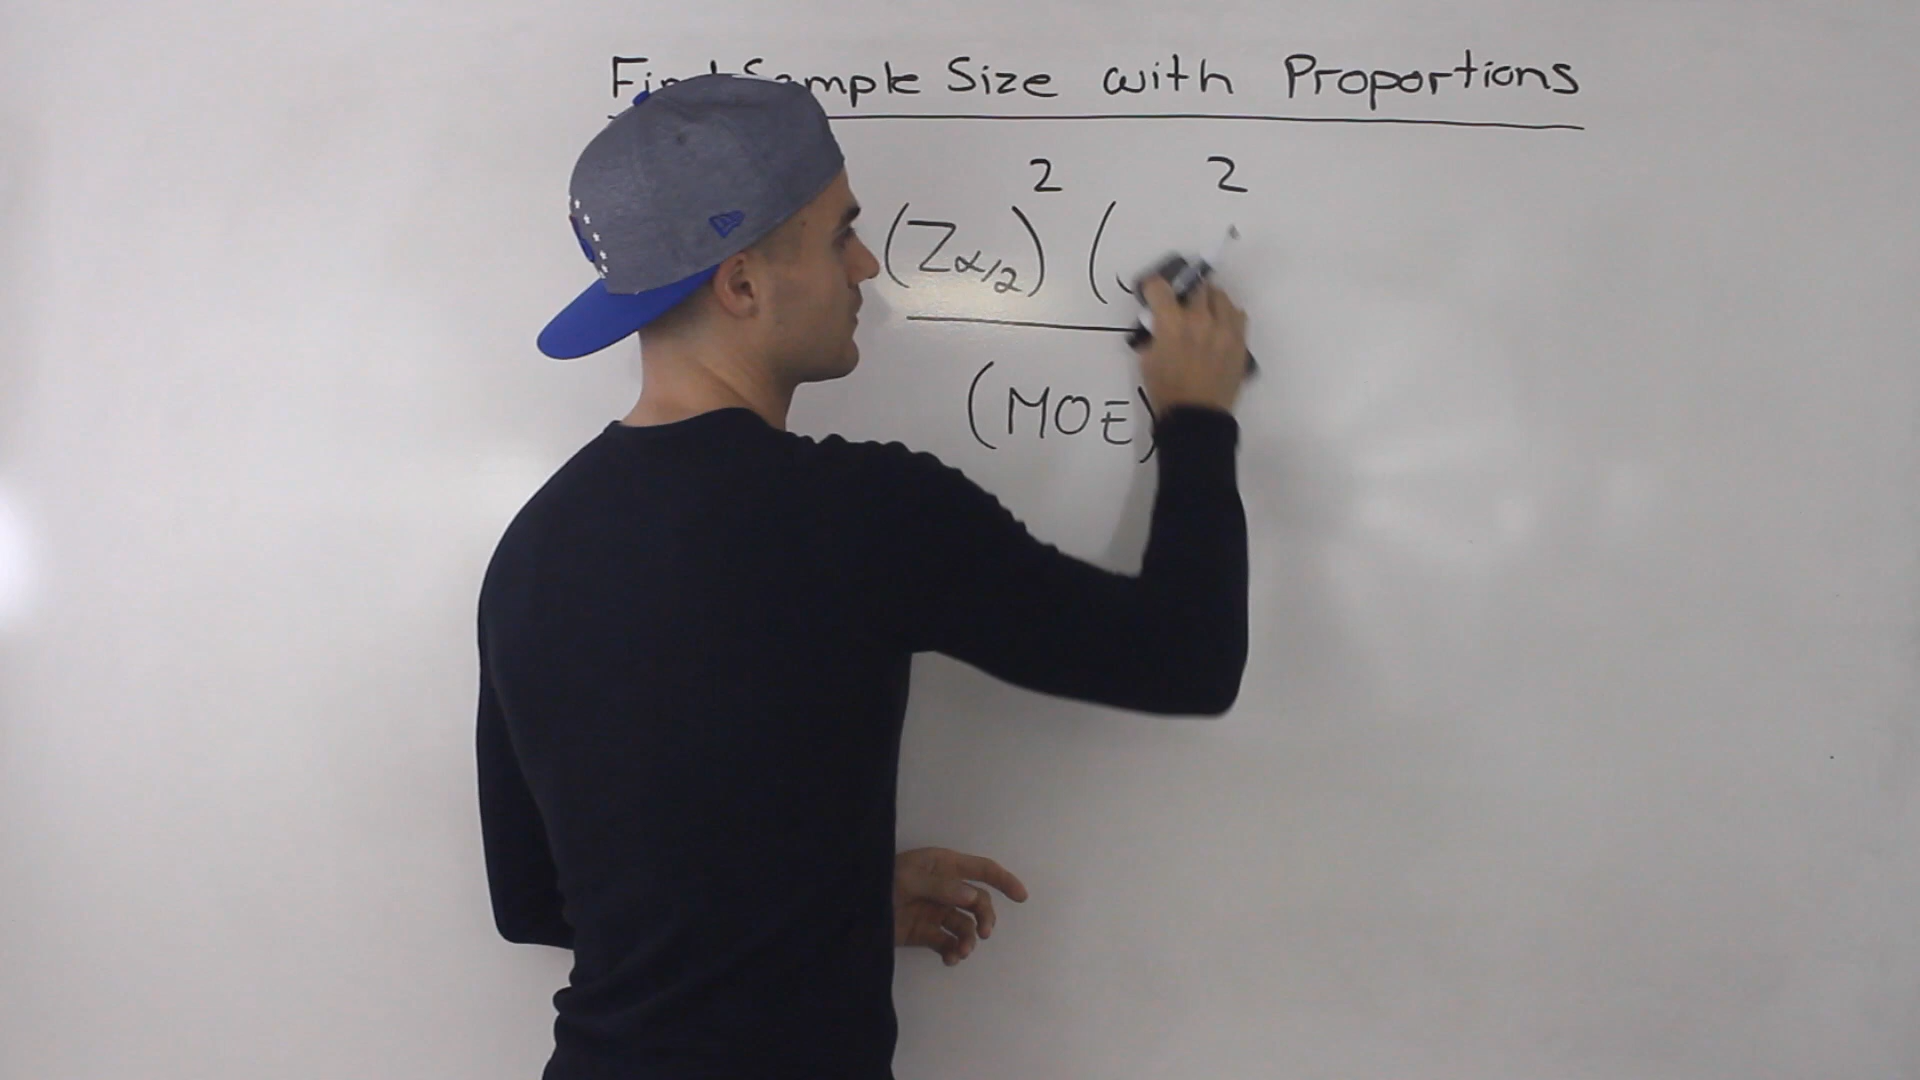 Sample Size with Proportions
2 2
(Zα/2) (
(MOE)